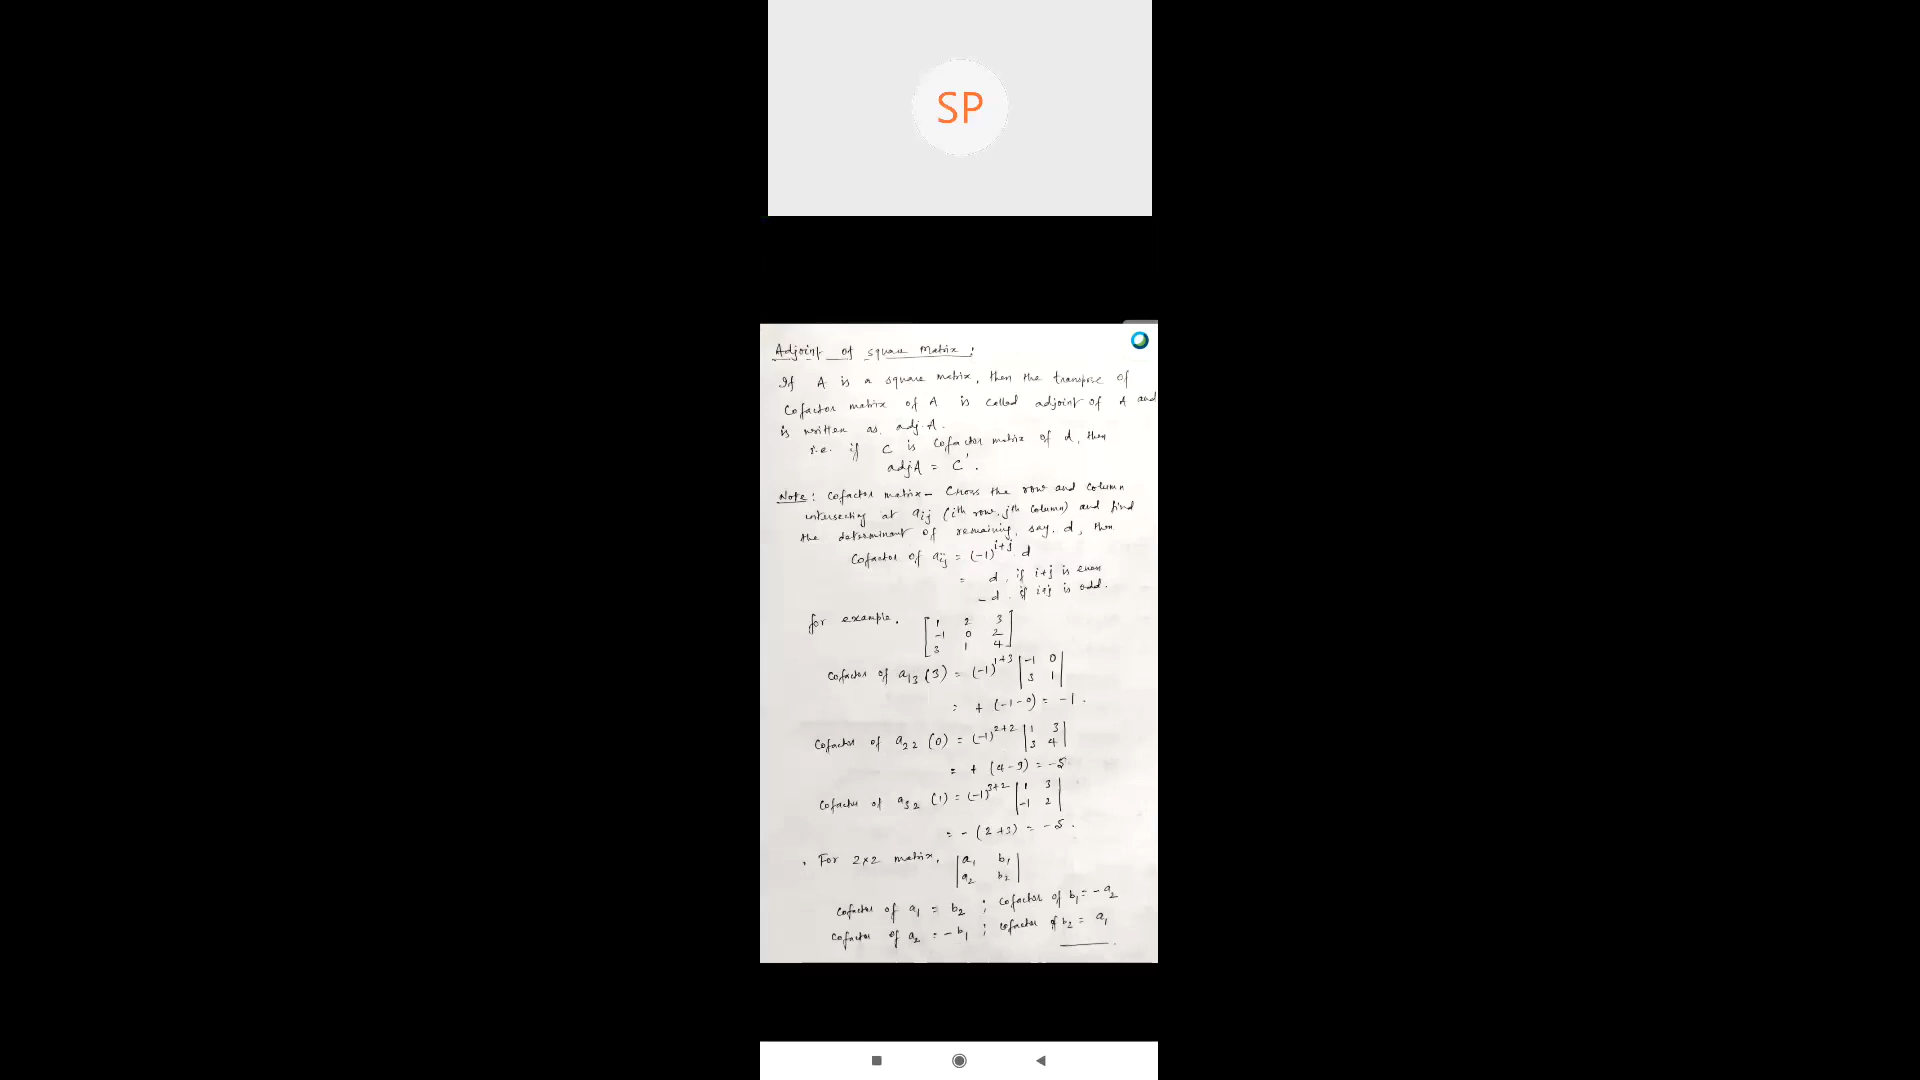 SP
Adjoint of square Matrix :
If A is a square matrix, then the transpose of
Cofactor matrix of A is called adjoint of A and
is written as adj.A.
i.e. if C is cofactor matrix of d, then
adjA = C'.
Note: Cofactor matrix – Cross the row and column
intersecting at aij (ith row, jth column) and find
the determinant of remaining, say. d, then
Cofactor of aij = (-1)^i+j . d
= d, if i+j is even
-d. if i+j is odd.
for example. [1 2 3
-1 0 2
3 1 4]
Cofactor of a13 (3) = (-1)^1+3 |-1 0
3 1|
= + (-1-0) = -1.
Cofactor of a22 (0) = (-1)^2+2 |1 3
3 4|
= + (4-9) = -5
Cofactor of a32 (1) = (-1)^3+2 |1 3
-1 2|
= - (2+3) = -5.
. For 2×2 matrix, |a1 b1
a2 b2|
Cofactor of a1 = b2 ; Cofactor of b1 = -a2
Cofactor of a2 = -b1 ; Cofactor of b2 = a1